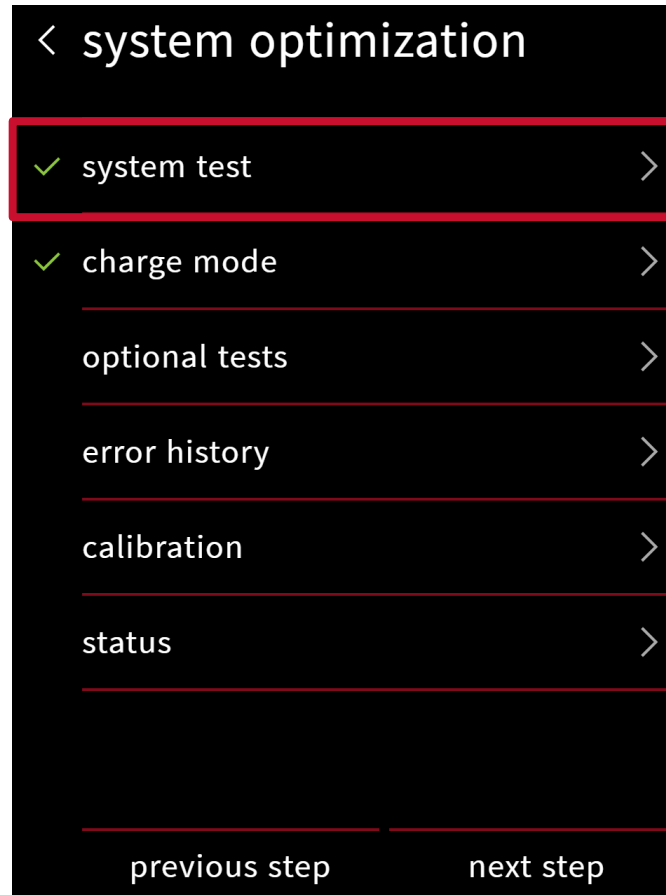 system optimization
system test
charge mode
optional tests
error history
calibration
status
previous step next step